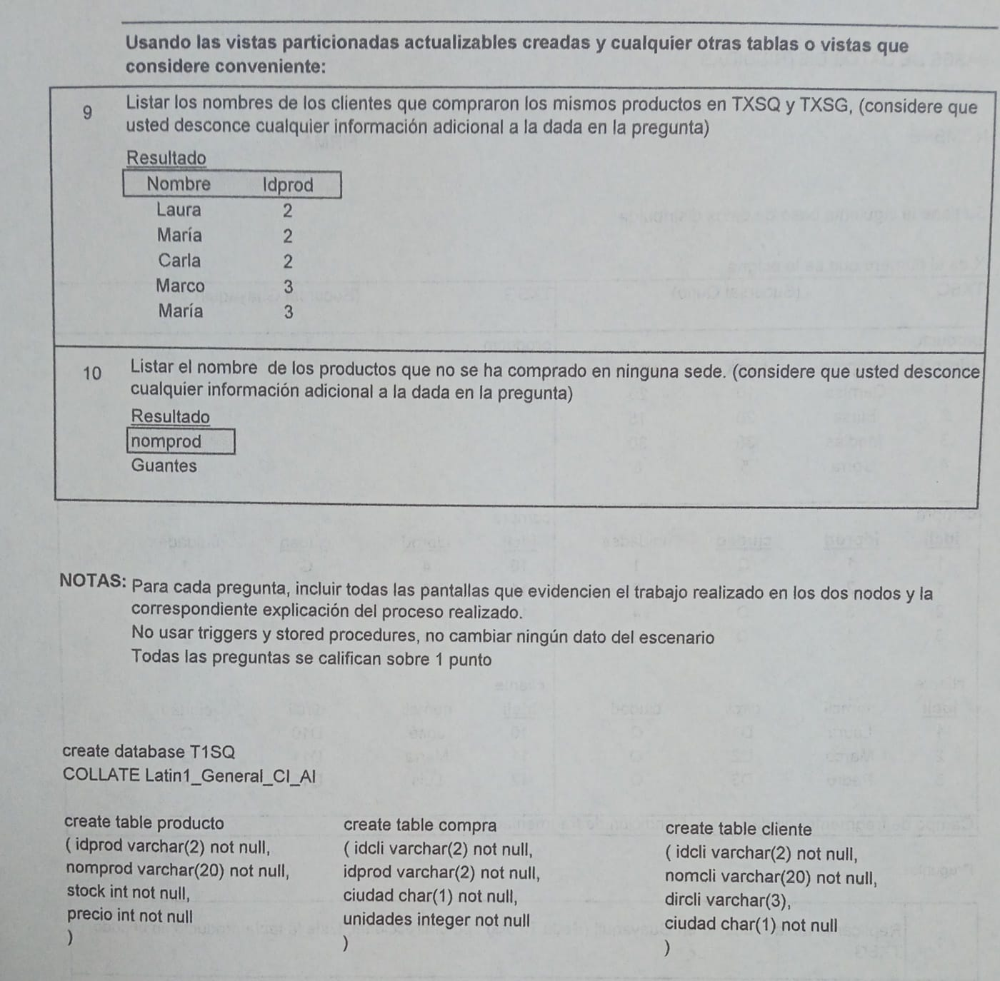 Usando las vistas particionadas actualizables creadas y cualquier otras tablas o vistas que
considere conveniente:
9 Listar los nombres de los clientes que compraron los mismos productos en TXSQ y TXSG, (considere que
usted desconce cualquier información adicional a la dada en la pregunta)
Resultado
Nombre Idprod
Laura 2
María 2
Carla 2
Marco 3
María 3
10 Listar el nombre de los productos que no se ha comprado en ninguna sede. (considere que usted desconce
cualquier información adicional a la dada en la pregunta)
Resultado
nomprod
Guantes
NOTAS: Para cada pregunta, incluir todas las pantallas que evidencien el trabajo realizado en los dos nodos y la
correspondiente explicación del proceso realizado.
No usar triggers y stored procedures, no cambiar ningún dato del escenario
Todas las preguntas se califican sobre 1 punto
create database T1SQ
COLLATE Latin1_General_CI_AI
create table producto
( idprod varchar(2) not null,
nomprod varchar(20) not null,
stock int not null,
precio int not null
)
create table compra
( idcli varchar(2) not null,
idprod varchar(2) not null,
ciudad char(1) not null,
unidades integer not null
)
create table cliente
( idcli varchar(2) not null,
nomcli varchar(20) not null,
dircli varchar(3),
ciudad char(1) not null
)